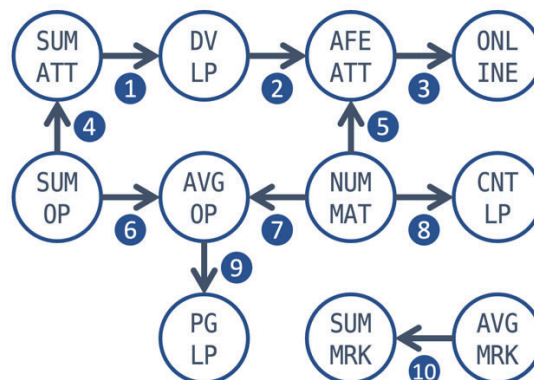 SUM
ATT
DV
LP
AFE
ATT
ONL
INE
1
2
3
4
5
SUM
OP
AVG
OP
NUM
MAT
CNT
LP
6
7
8
9
PG
LP
SUM
MRK
AVG
MRK
10